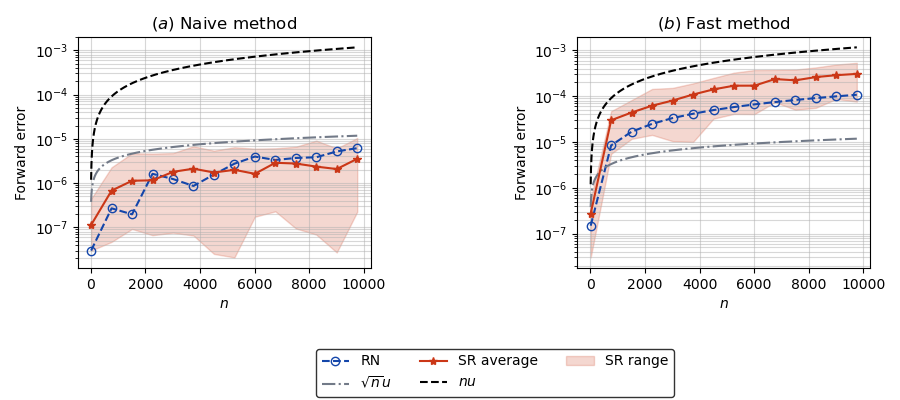 (a) Naive method
10⁻³
10⁻⁴
10⁻⁵
10⁻⁶
10⁻⁷
Forward error
0 2000 4000 6000 8000 10000
n
(b) Fast method
10⁻³
10⁻⁴
10⁻⁵
10⁻⁶
10⁻⁷
Forward error
0 2000 4000 6000 8000 10000
n
RN SR average SR range
√n u nu